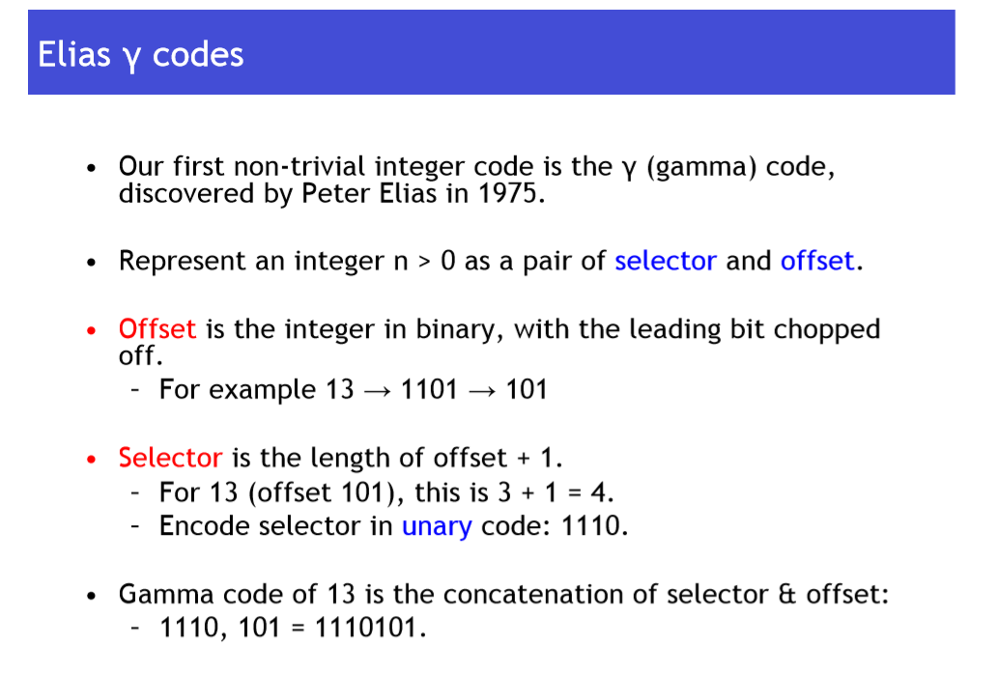 Elias γ codes
• Our first non-trivial integer code is the γ (gamma) code,
discovered by Peter Elias in 1975.
• Represent an integer n > 0 as a pair of selector and offset.
• Offset is the integer in binary, with the leading bit chopped
off.
– For example 13 → 1101 → 101
• Selector is the length of offset + 1.
– For 13 (offset 101), this is 3 + 1 = 4.
– Encode selector in unary code: 1110.
• Gamma code of 13 is the concatenation of selector & offset:
– 1110, 101 = 1110101.